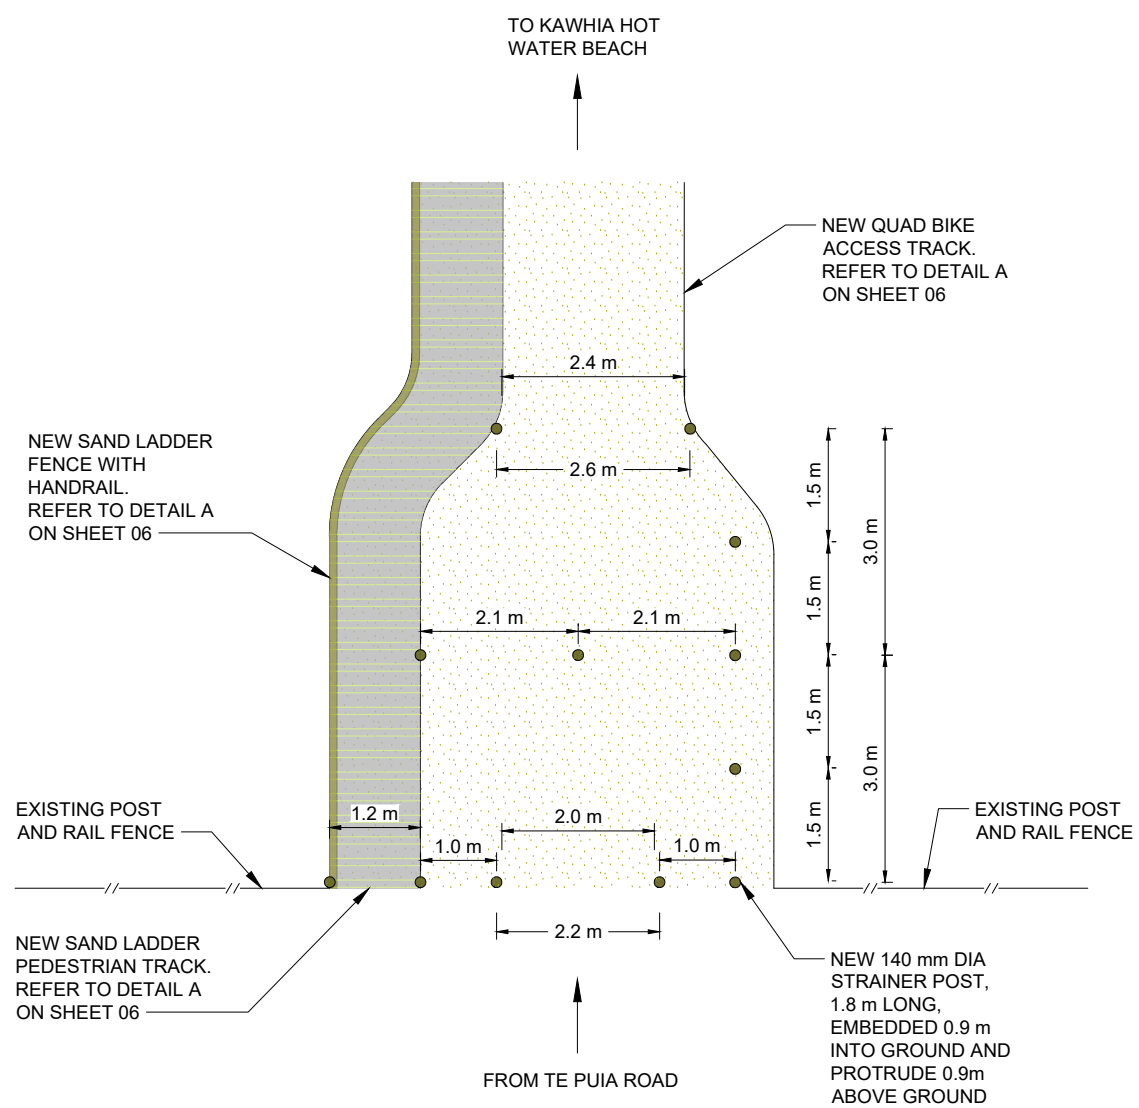 TO KAWHIA HOT
WATER BEACH
NEW QUAD BIKE
ACCESS TRACK.
REFER TO DETAIL A
ON SHEET 06
2.4 m
NEW SAND LADDER
FENCE WITH
HANDRAIL.
REFER TO DETAIL A
ON SHEET 06
2.6 m
1.5 m
3.0 m
1.5 m
2.1 m
2.1 m
1.5 m
3.0 m
1.5 m
EXISTING POST
AND RAIL FENCE
1.2 m
1.0 m
2.0 m
1.0 m
EXISTING POST
AND RAIL FENCE
2.2 m
NEW SAND LADDER
PEDESTRIAN TRACK.
REFER TO DETAIL A
ON SHEET 06
NEW 140 mm DIA
STRAINER POST,
1.8 m LONG,
EMBEDDED 0.9 m
INTO GROUND AND
PROTRUDE 0.9m
ABOVE GROUND
FROM TE PUIA ROAD